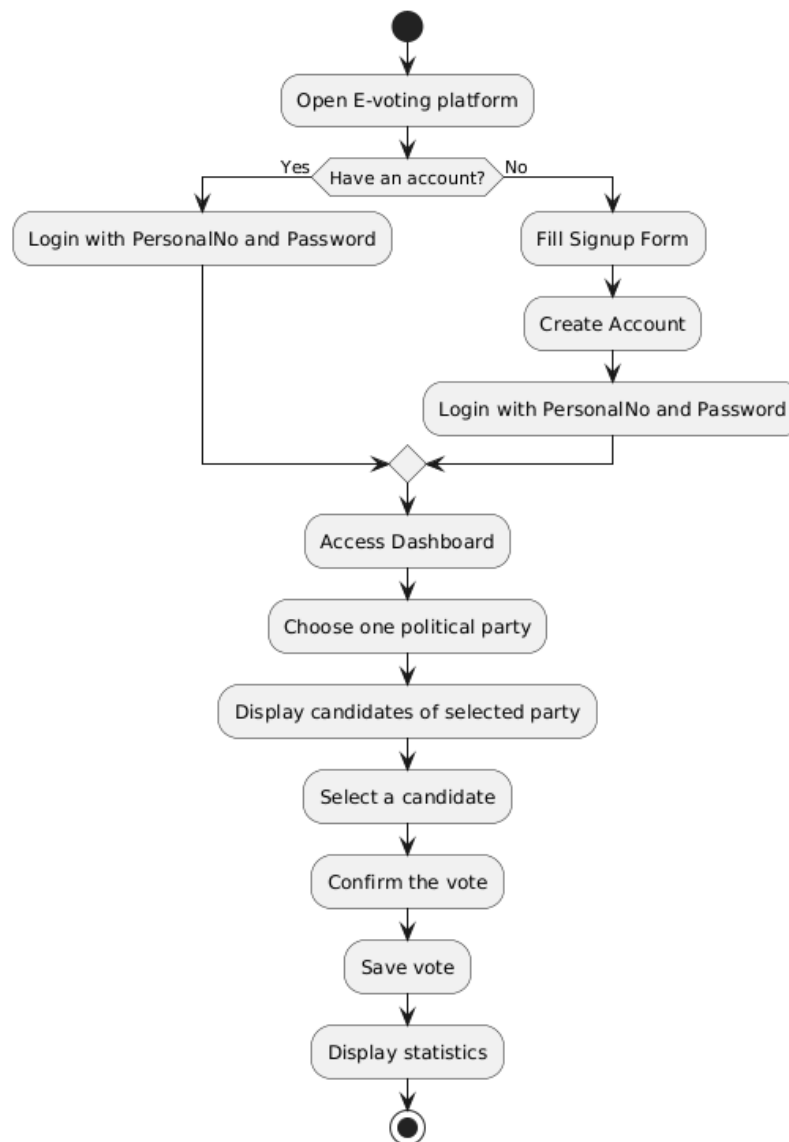 Open E-voting platform
Yes
Have an account?
No
Login with PersonalNo and Password
Fill Signup Form
Create Account
Login with PersonalNo and Password
Access Dashboard
Choose one political party
Display candidates of selected party
Select a candidate
Confirm the vote
Save vote
Display statistics